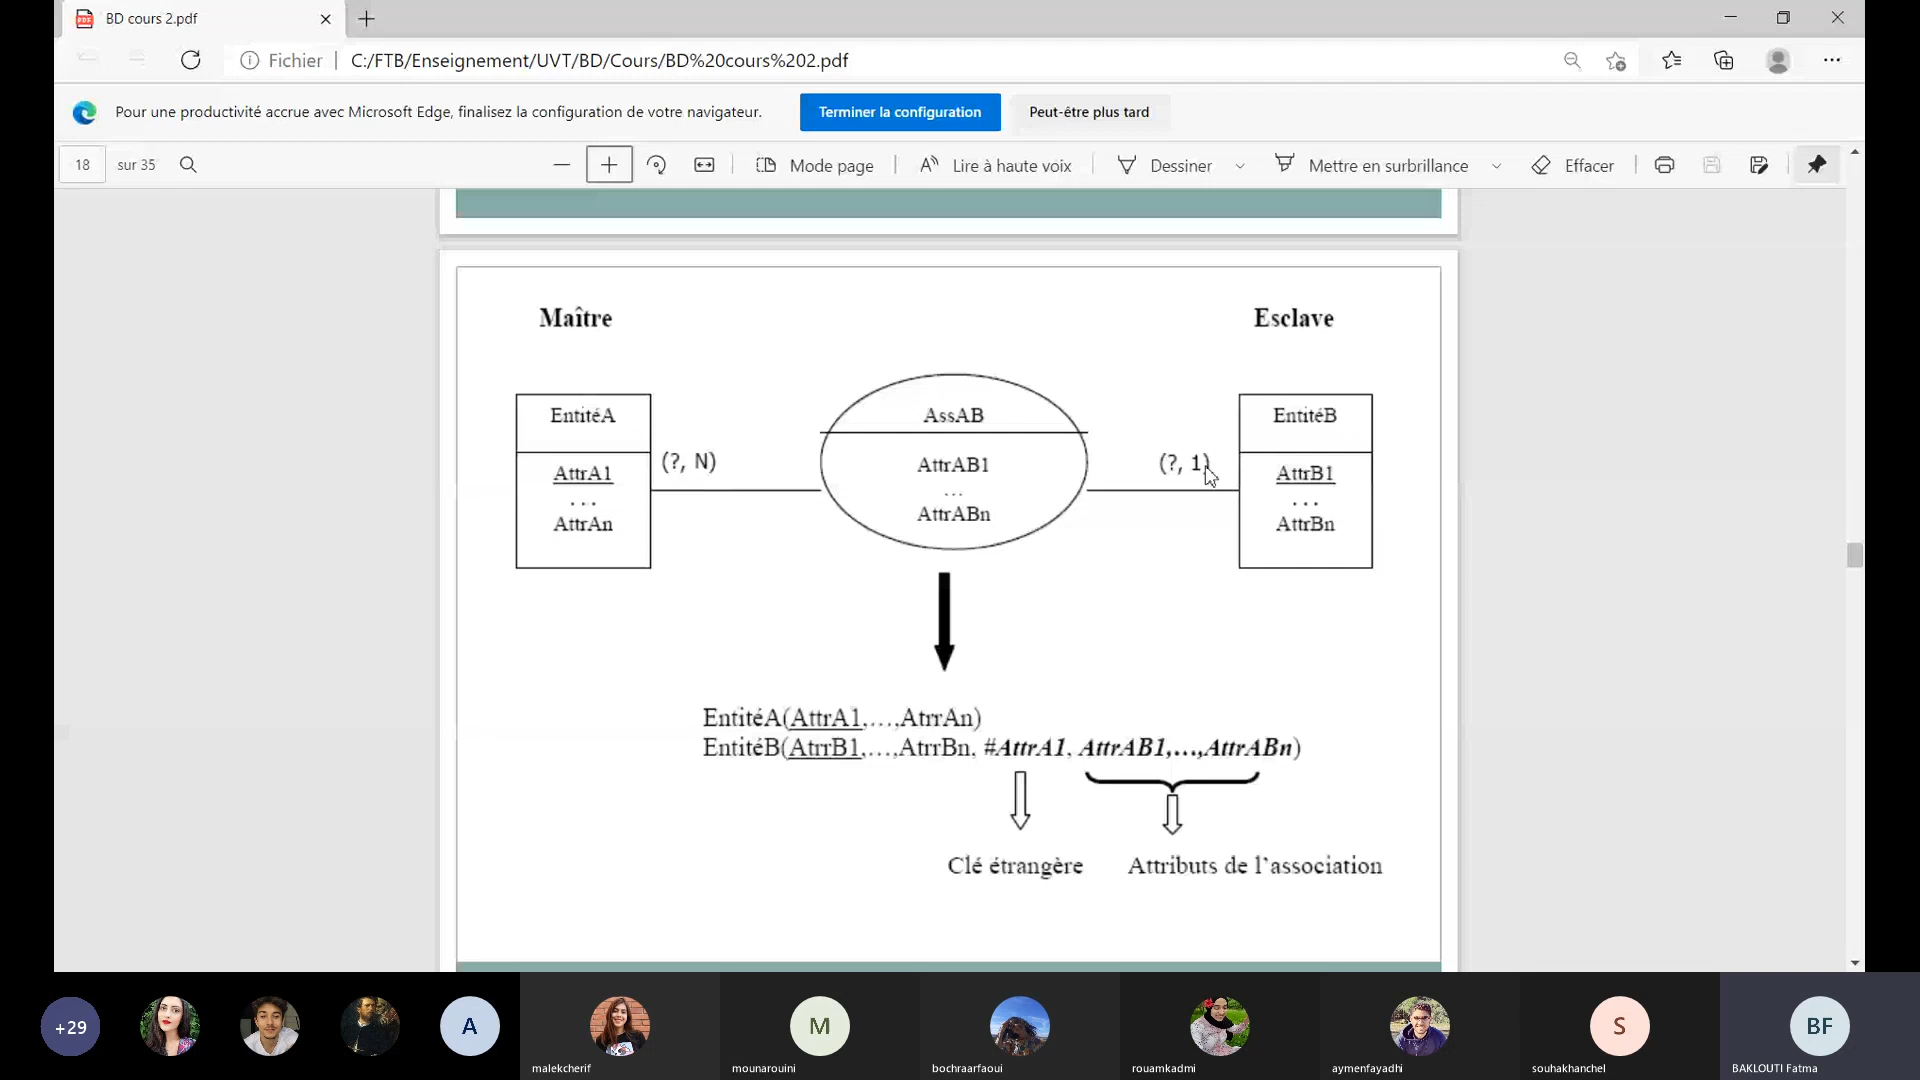 BD cours 2.pdf
Fichier C:/FTB/Enseignement/UVT/BD/Cours/BD%20cours%202.pdf
Pour une productivité accrue avec Microsoft Edge, finalisez la configuration de votre navigateur. Terminer la configuration Peut-être plus tard
18 sur 35 Mode page Lire à haute voix Dessiner Mettre en surbrillance Effacer
Maître Esclave
EntitéA AssAB EntitéB
(?, N) (?, 1)
AttrA1 AttrAB1 AttrB1
... ... ...
AttrAn AttrABn AttrBn
EntitéA(AttrA1,...,AtrrAn)
EntitéB(AtrrB1,...,AtrrBn, #AttrA1, AttrAB1,...,AttrABn)
Clé étrangère Attributs de l'association
+29 A M S BF
malekcherif mounarouini bochraarfaoui rouamkadmi aymenfayadhi souhakhanchel BAKLOUTI Fatma